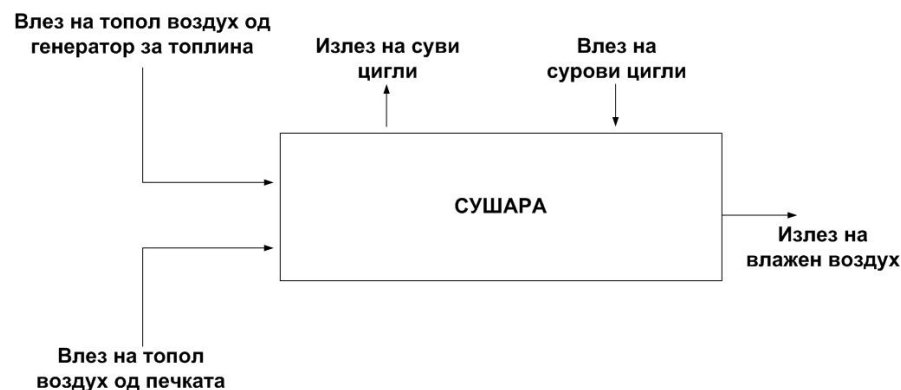 Влез на топол воздух од
генератор за топлина
Излез на суви
цигли
Влез на
сурови цигли
СУШАРА
Излез на
влажен воздух
Влез на топол
воздух од печката